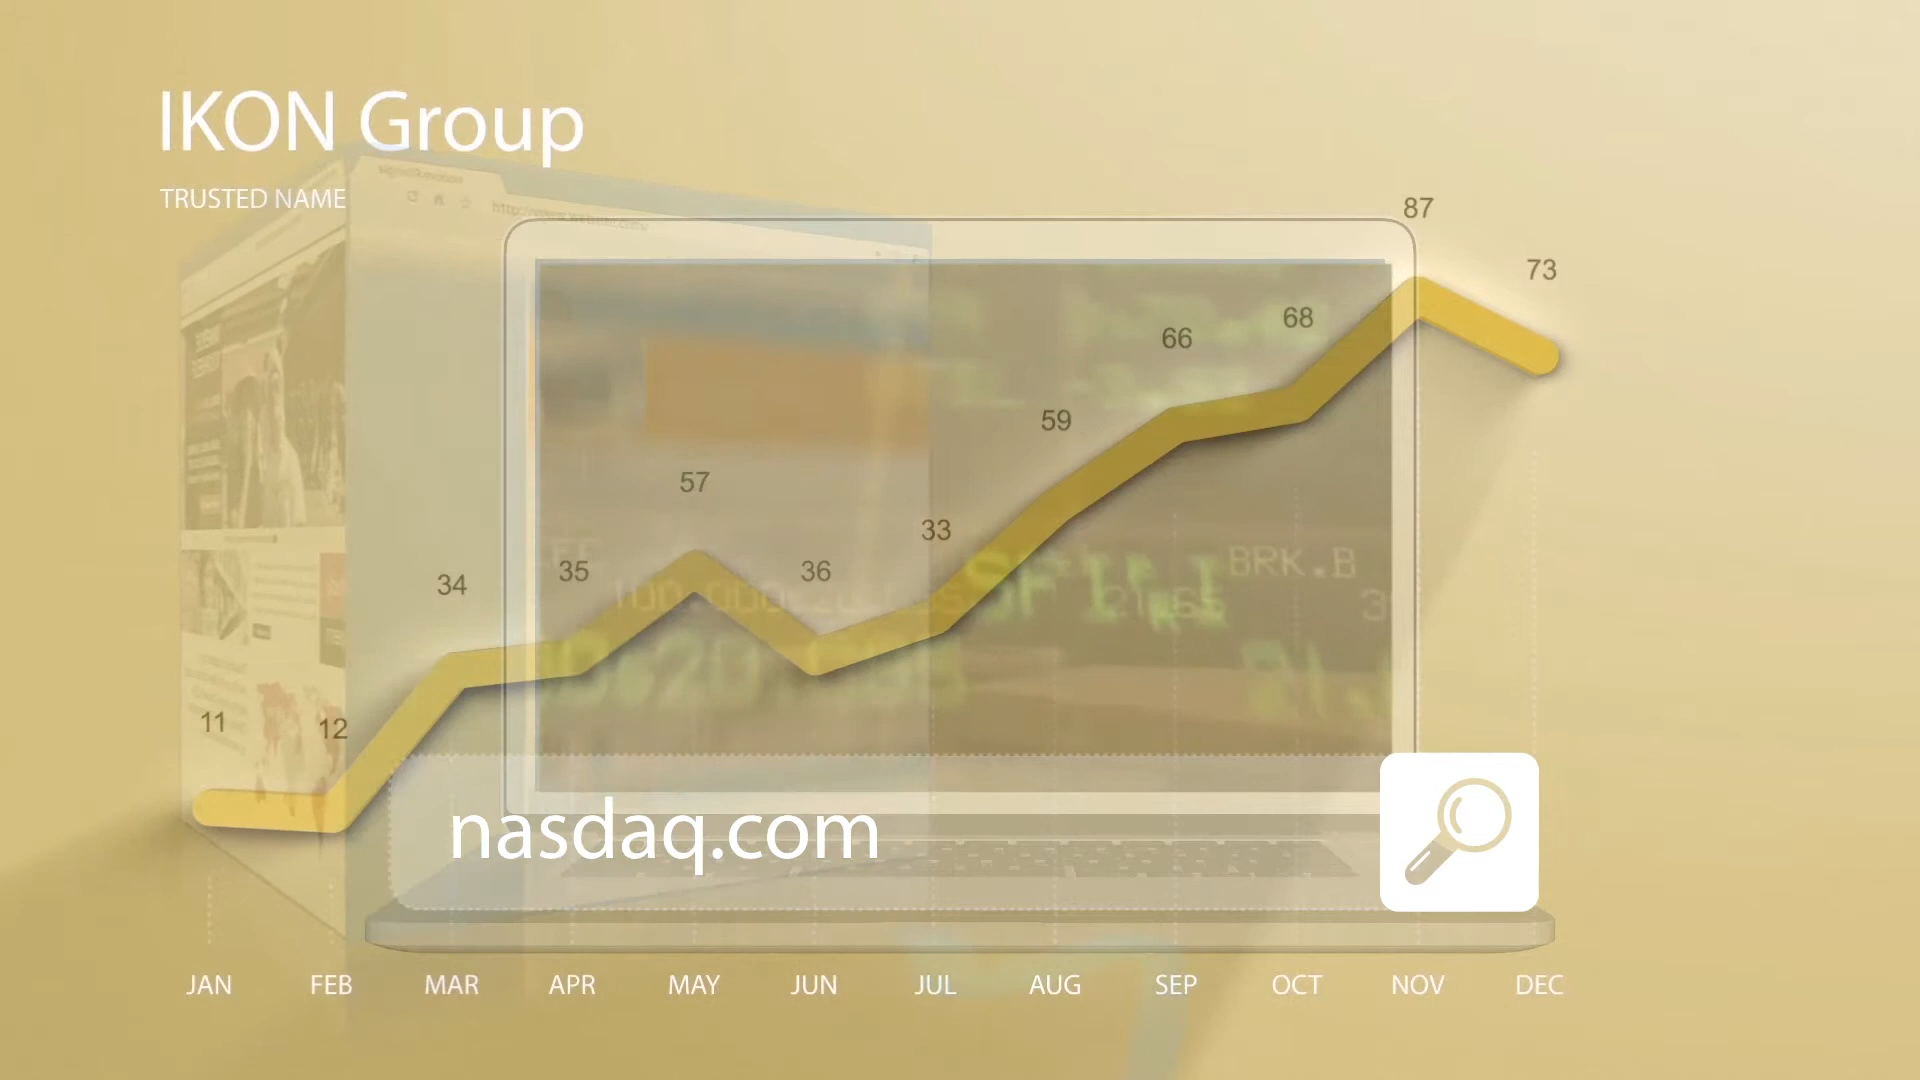 IKON Group
TRUSTED NAME
87
73
68
66
59
57
33
36
35
34
BRK.B
11
12
nasdaq.com
JAN FEB MAR APR MAY JUN JUL AUG SEP OCT NOV DEC